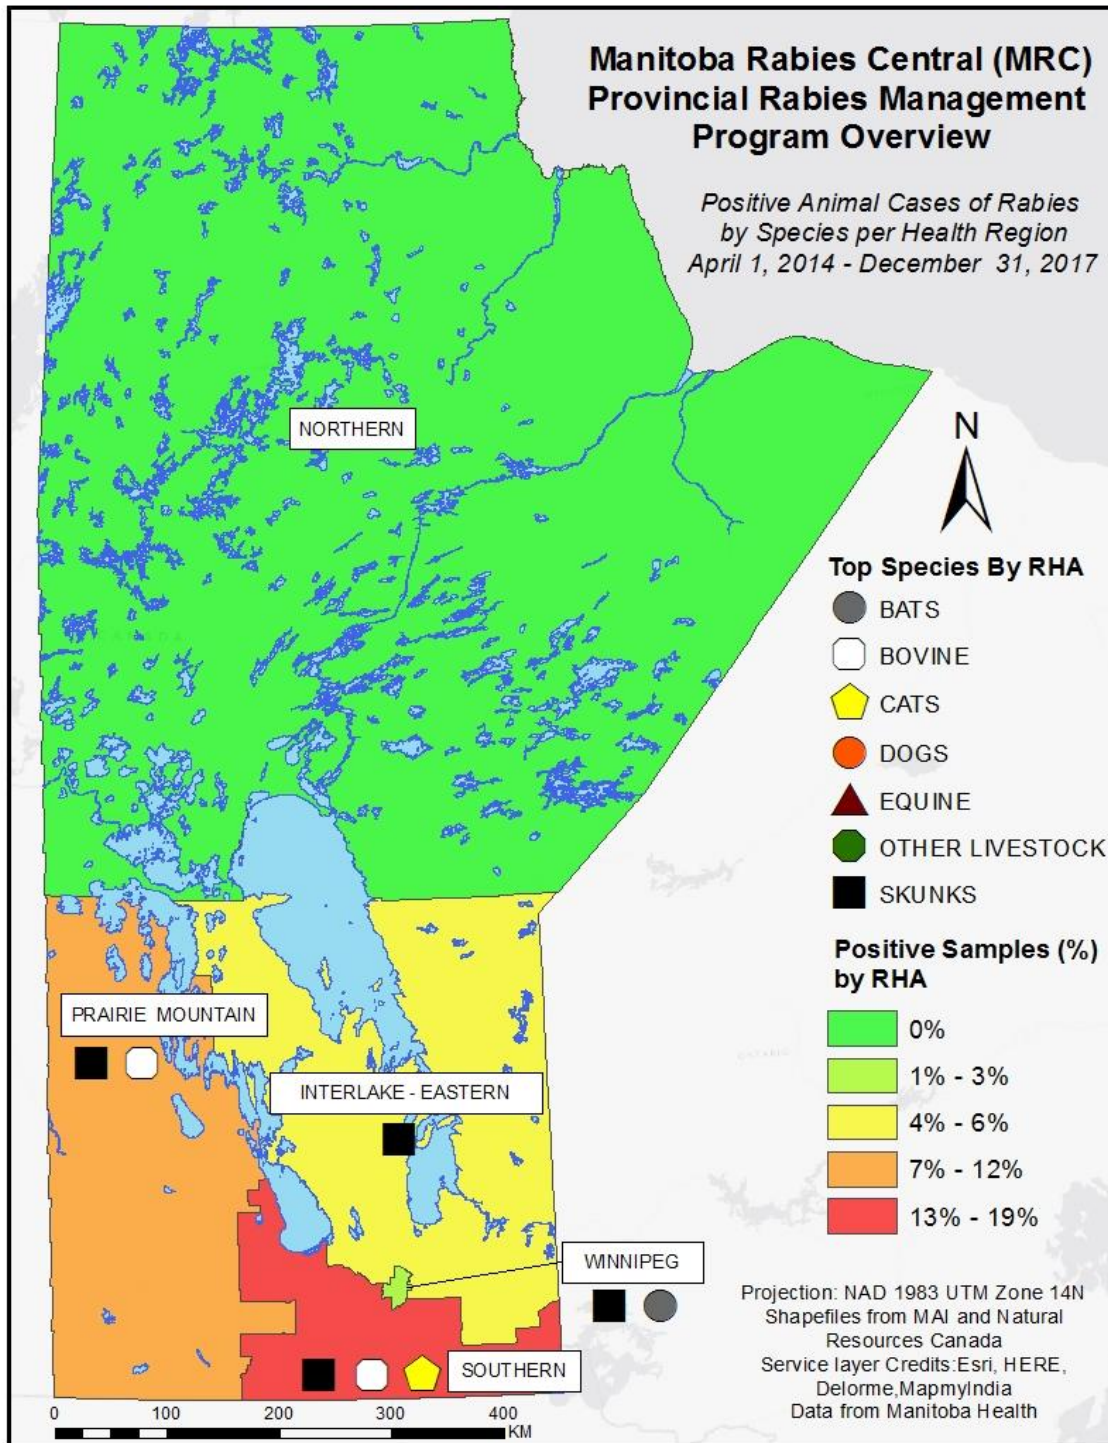 Manitoba Rabies Central (MRC)
Provincial Rabies Management
Program Overview
Positive Animal Cases of Rabies
by Species per Health Region
April 1, 2014 - December 31, 2017
NORTHERN
N
Top Species By RHA
BATS
BOVINE
CATS
DOGS
EQUINE
OTHER LIVESTOCK
SKUNKS
Positive Samples (%)
by RHA
0%
1% - 3%
4% - 6%
7% - 12%
13% - 19%
CANADA
PRAIRIE MOUNTAIN
INTERLAKE - EASTERN
ONTARIO
WINNIPEG
SOUTHERN
Projection: NAD 1983 UTM Zone 14N
Shapefiles from MAI and Natural
Resources Canada
Service layer Credits:Esri, HERE,
Delorme,MapmyIndia
Data from Manitoba Health
0 100 200 300 400
KM